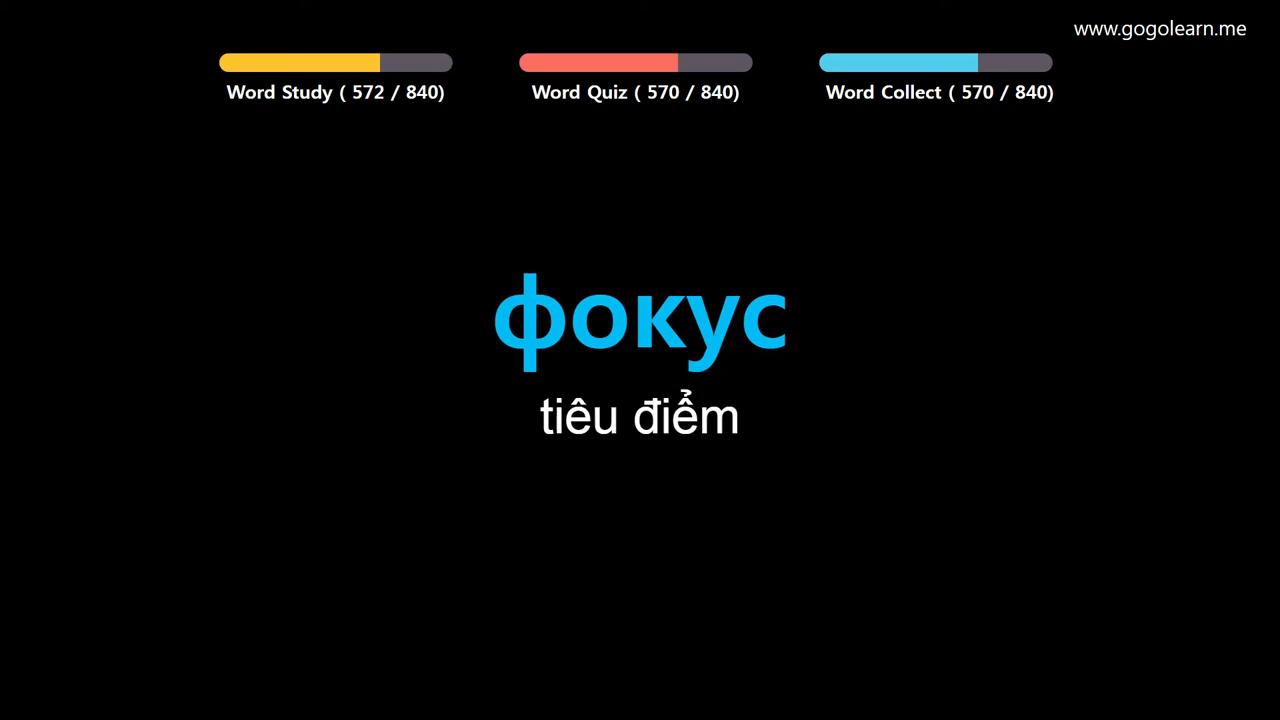 www.gogolearn.me
Word Study ( 572 / 840)
Word Quiz ( 570 / 840)
Word Collect ( 570 / 840)
фокус
tiêu điểm